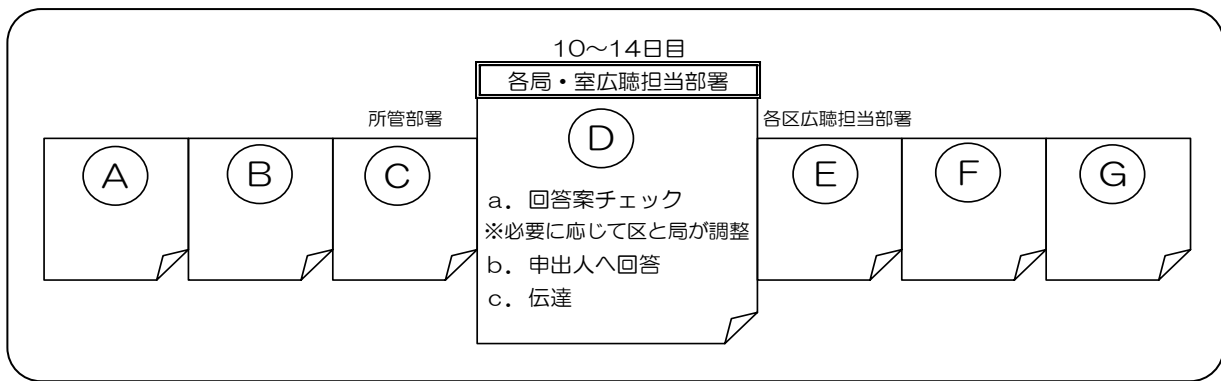 10～14日目
各局・室広聴担当部署
所管部署
各区広聴担当部署
A
B
C
D
E
F
G
a．回答案チェック
※必要に応じて区と局が調整
b．申出人へ回答
c．伝達